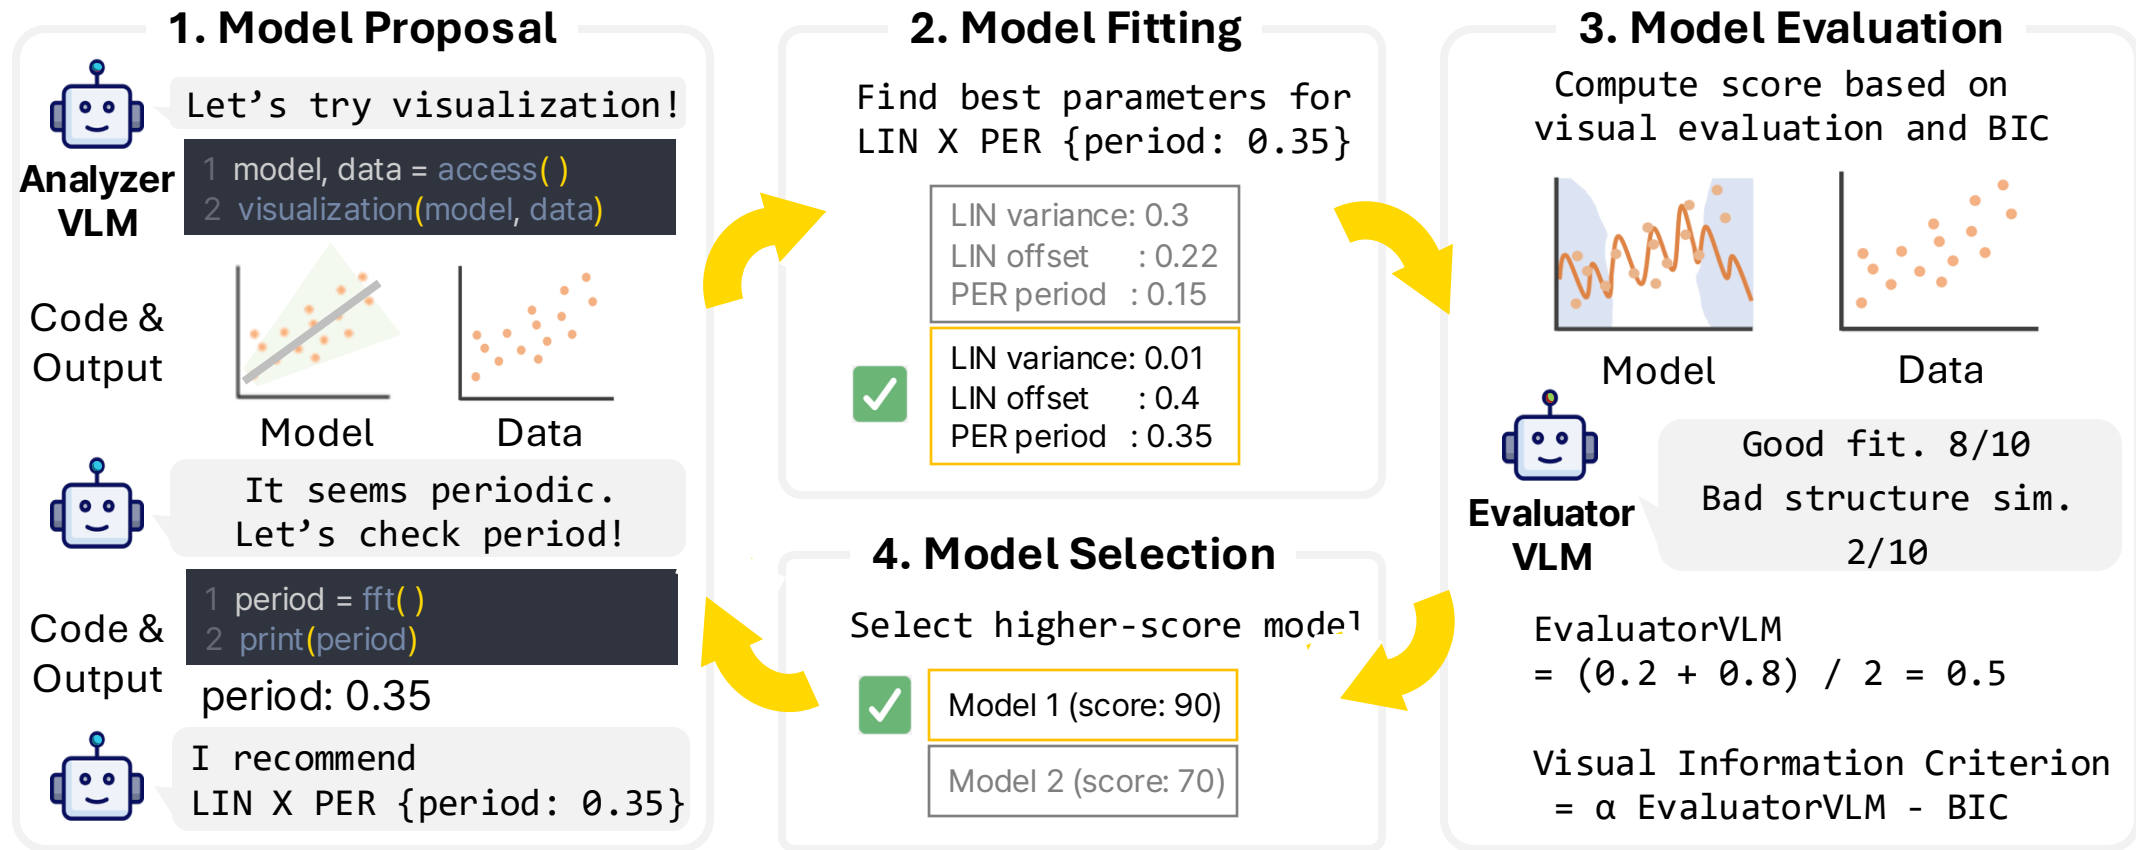 1. Model Proposal
Let’s try visualization!
Analyzer
VLM
1 model, data = access( )
2 visualization(model, data)
Code &
Output
Model
Data
It seems periodic.
Let’s check period!
Code &
Output
1 period = fft( )
2 print(period)
period: 0.35
I recommend
LIN X PER {period: 0.35}
2. Model Fitting
Find best parameters for
LIN X PER {period: 0.35}
LIN variance: 0.3
LIN offset : 0.22
PER period : 0.15
LIN variance: 0.01
LIN offset : 0.4
PER period : 0.35
3. Model Evaluation
Compute score based on
visual evaluation and BIC
Model
Data
Evaluator
VLM
Good fit. 8/10
Bad structure sim.
2/10
EvaluatorVLM
= (0.2 + 0.8) / 2 = 0.5
Visual Information Criterion
= α EvaluatorVLM - BIC
4. Model Selection
Select higher-score model
Model 1 (score: 90)
Model 2 (score: 70)